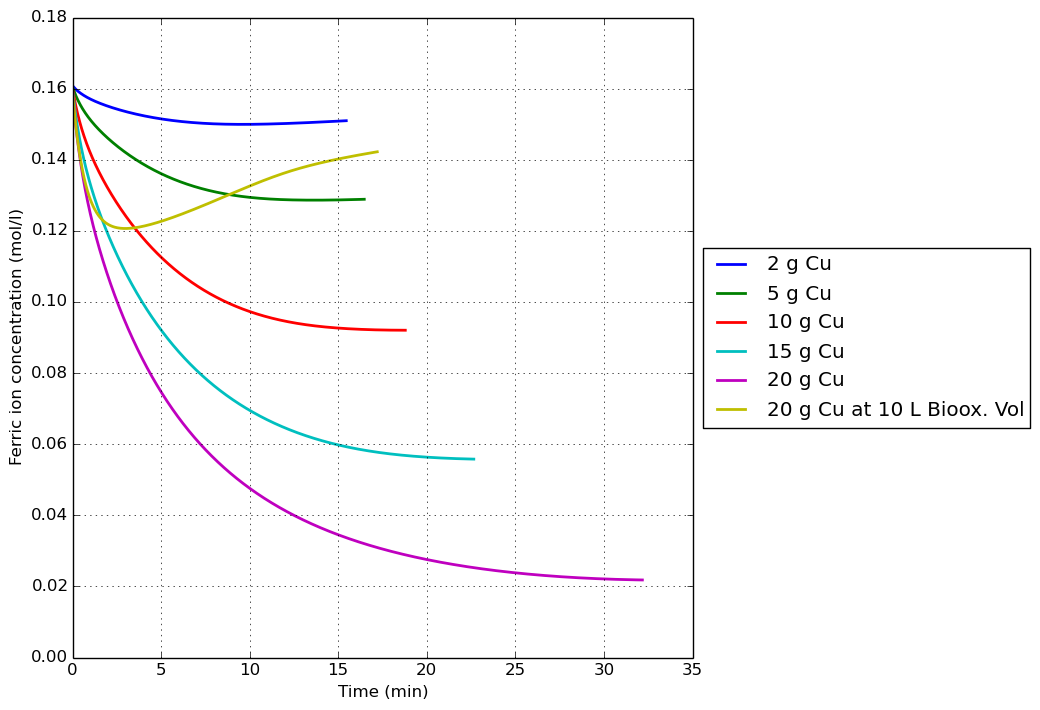 0.18
0.16
0.14
0.12
0.10
0.08
0.06
0.04
0.02
0.00
Ferric ion concentration (mol/l)
0 5 10 15 20 25 30 35
Time (min)
2 g Cu
5 g Cu
10 g Cu
15 g Cu
20 g Cu
20 g Cu at 10 L Bioox. Vol